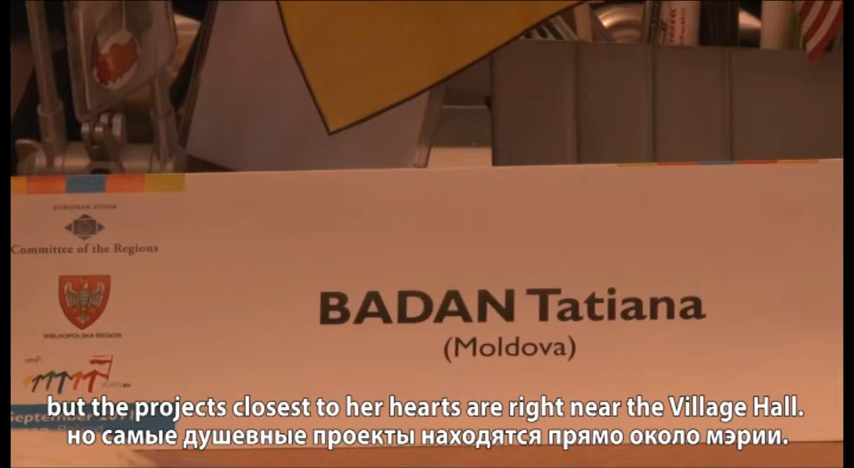 EUROPEAN UNION
Committee of the Regions
WIELKOPOLSKA REGION
BADAN Tatiana
(Moldova)
September
but the projects closest to her hearts are right near the Village Hall.
но самые душевные проекты находятся прямо около мэрии.